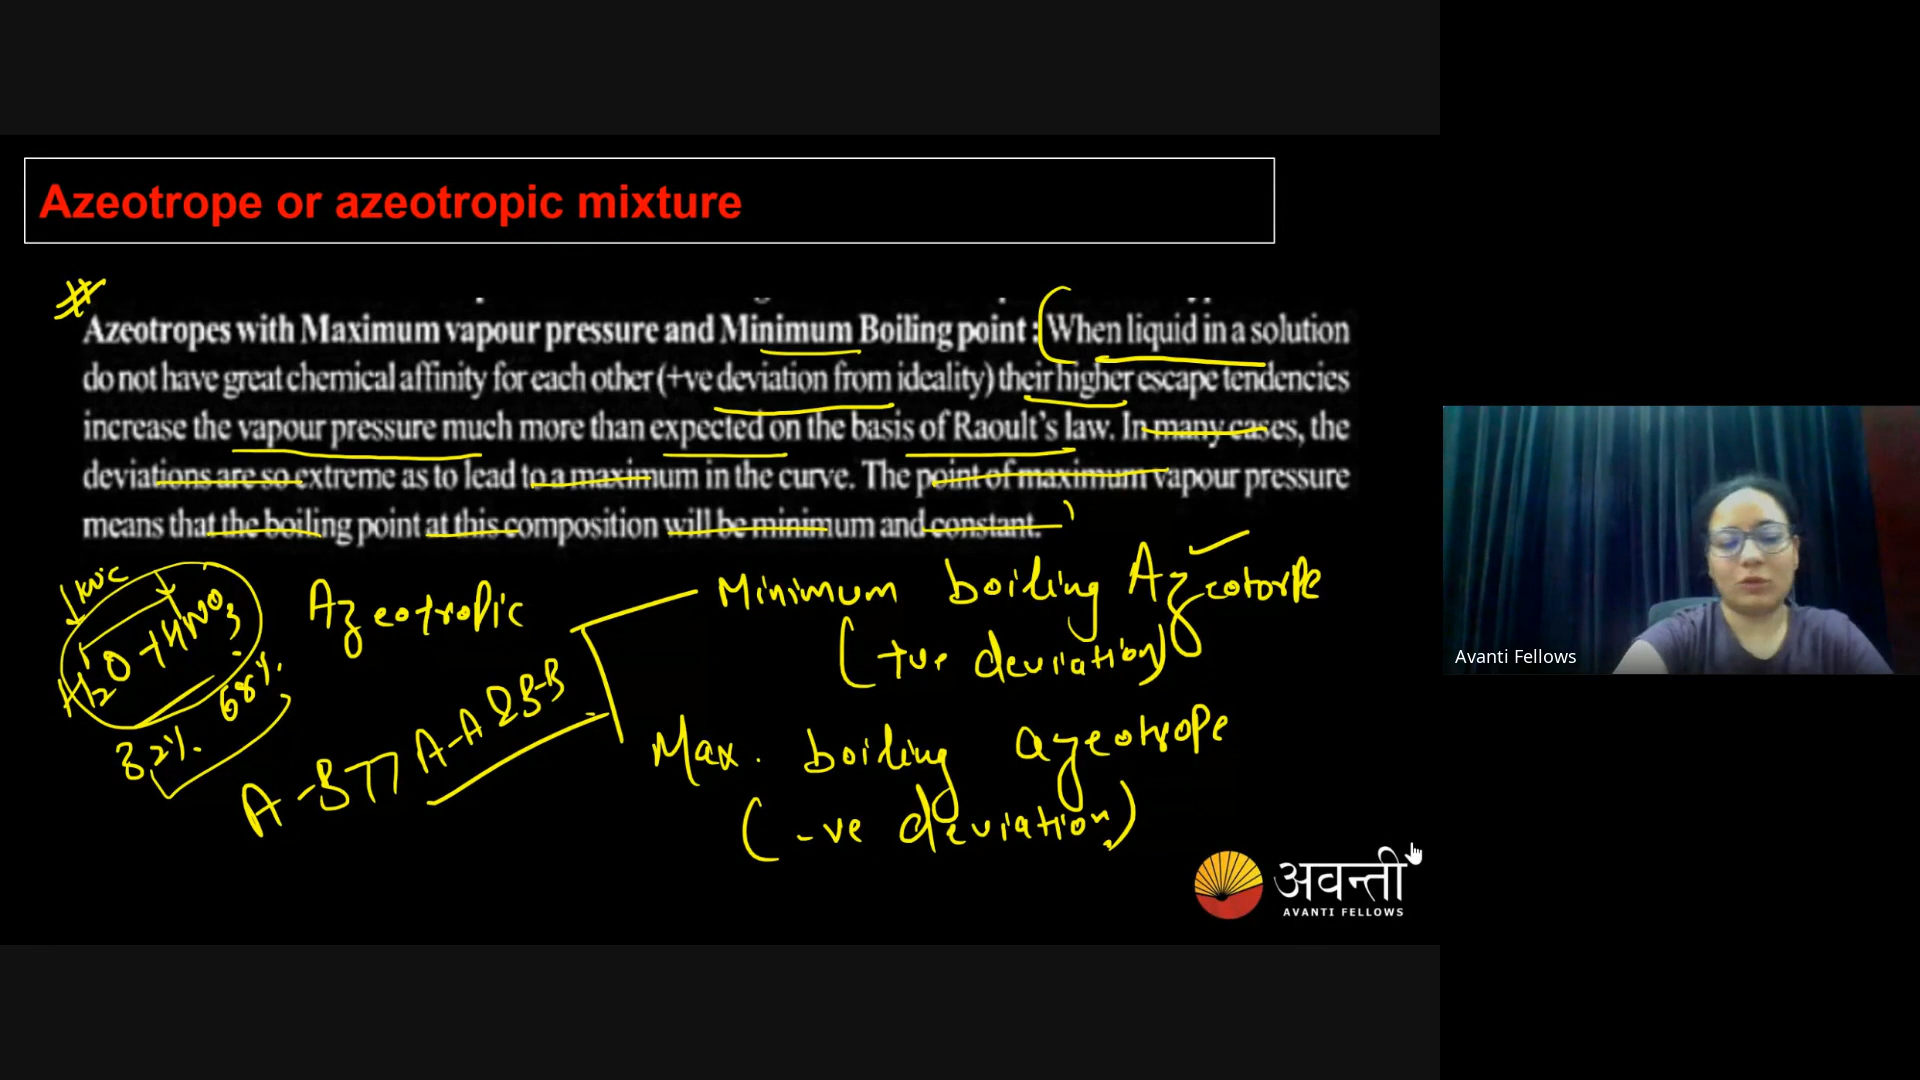 Azeotrope or azeotropic mixture
#
Azeotropes with Maximum vapour pressure and Minimum Boiling point : When liquid in a solution
do not have great chemical affinity for each other (+ve deviation from ideality) their higher escape tendencies
increase the vapour pressure much more than expected on the basis of Raoult's law. In many cases, the
deviations are so extreme as to lead to a maximum in the curve. The point of maximum vapour pressure
means that the boiling point at this composition will be minimum and constant.
H2O + HNO3
32%. 68%.
Azeotropic
Minimum boiling Azeotorpe
(+ve deviation)
A-B77 A-A & B-B
Max. boiling azeotrope
(-ve deviation)
अवन्ती
AVANTI FELLOWS
Avanti Fellows